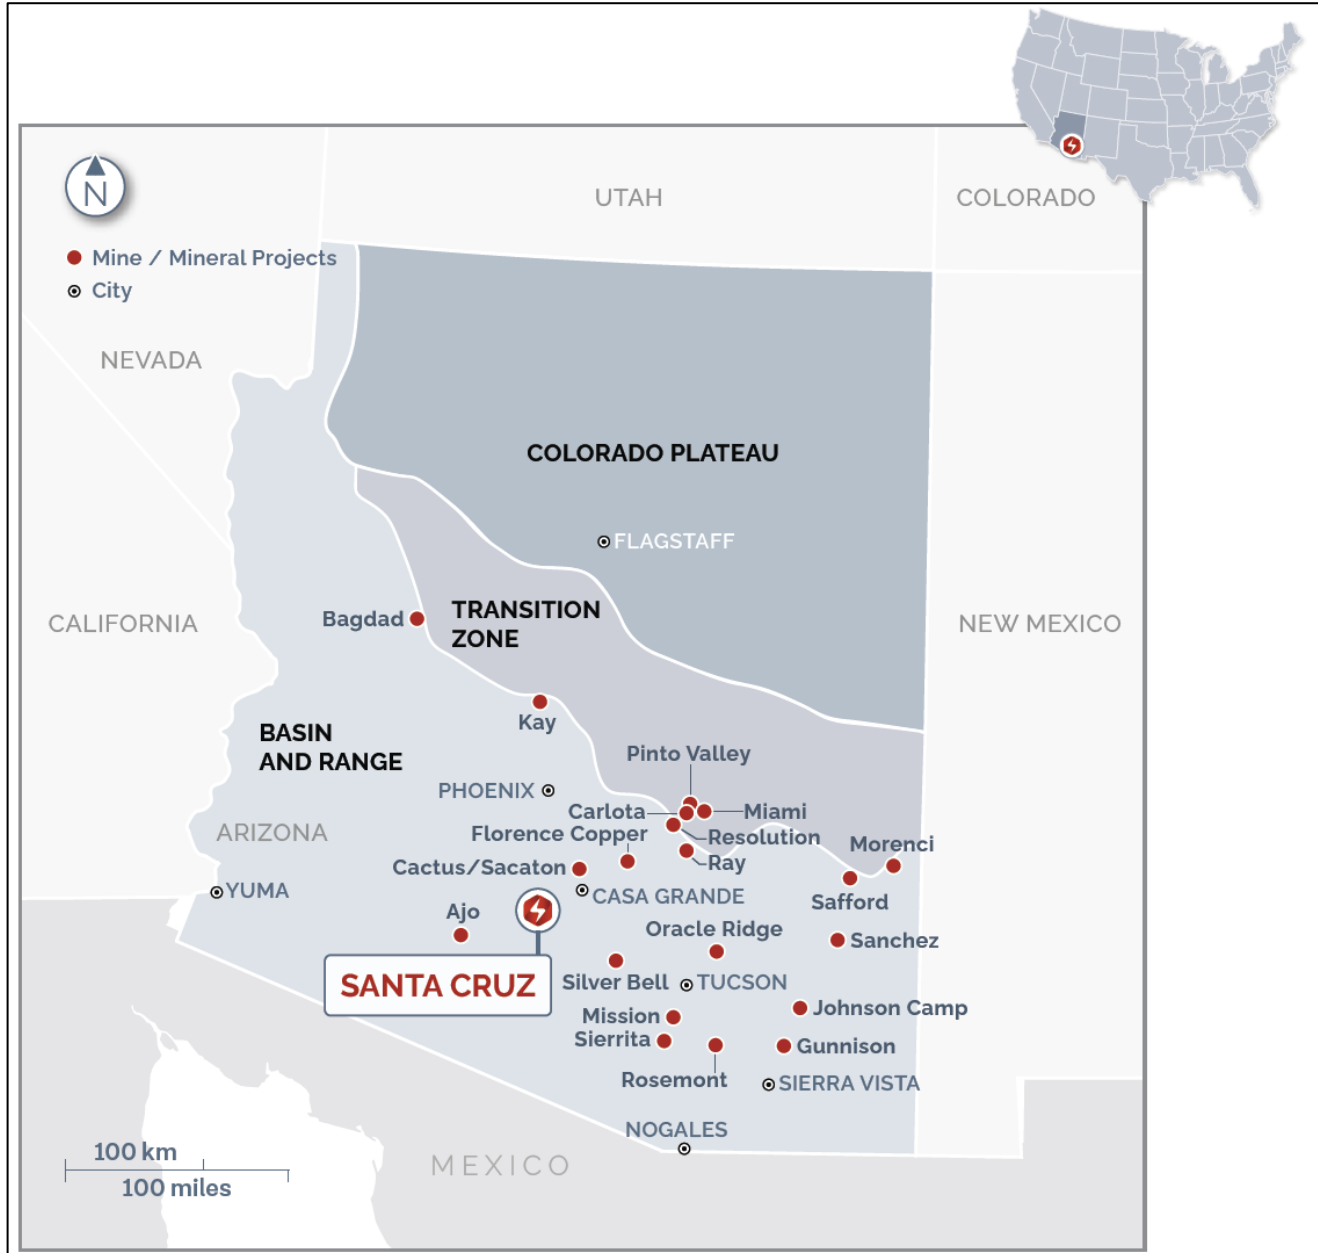 UTAH
COLORADO
N
Mine / Mineral Projects
City
NEVADA
COLORADO PLATEAU
FLAGSTAFF
CALIFORNIA
Bagdad
TRANSITION
ZONE
NEW MEXICO
Kay
BASIN
AND RANGE
Pinto Valley
PHOENIX
Carlota
Miami
ARIZONA
Florence Copper
Resolution
Morenci
Cactus/Sacaton
Ray
YUMA
CASA GRANDE
Safford
Ajo
Oracle Ridge
Sanchez
SANTA CRUZ
Silver Bell
TUCSON
Mission
Johnson Camp
Sierrita
Gunnison
Rosemont
SIERRA VISTA
NOGALES
100 km
100 miles
MEXICO